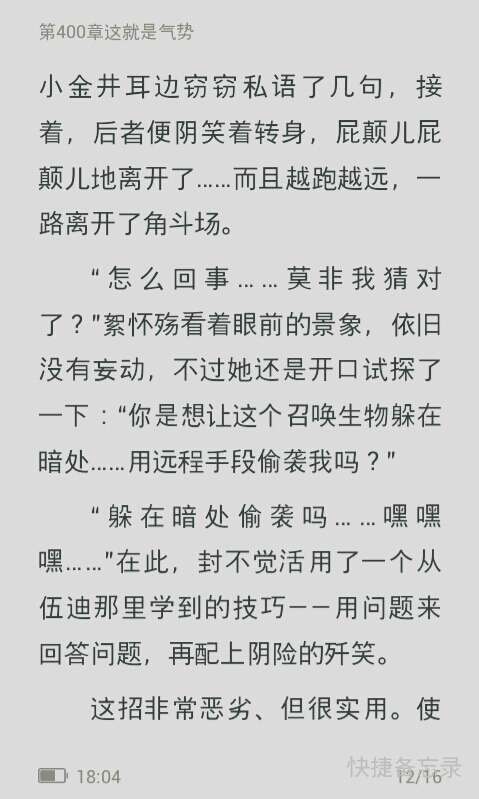 第400章这就是气势
小金井耳边窃窃私语了几句，接
着，后者便阴笑着转身，屁颠儿屁
颠儿地离开了……而且越跑越远，一
路离开了角斗场。
“怎么回事……莫非我猜对
了？”絮怀殇看着眼前的景象，依旧
没有妄动，不过她还是开口试探了
一下：“你是想让这个召唤生物躲在
暗处……用远程手段偷袭我吗？”
“躲在暗处偷袭吗……嘿嘿
嘿……”在此，封不觉活用了一个从
伍迪那里学到的技巧——用问题来
回答问题，再配上阴险的歼笑。
这招非常恶劣、但很实用。使
18:04
12/16
快捷备忘录